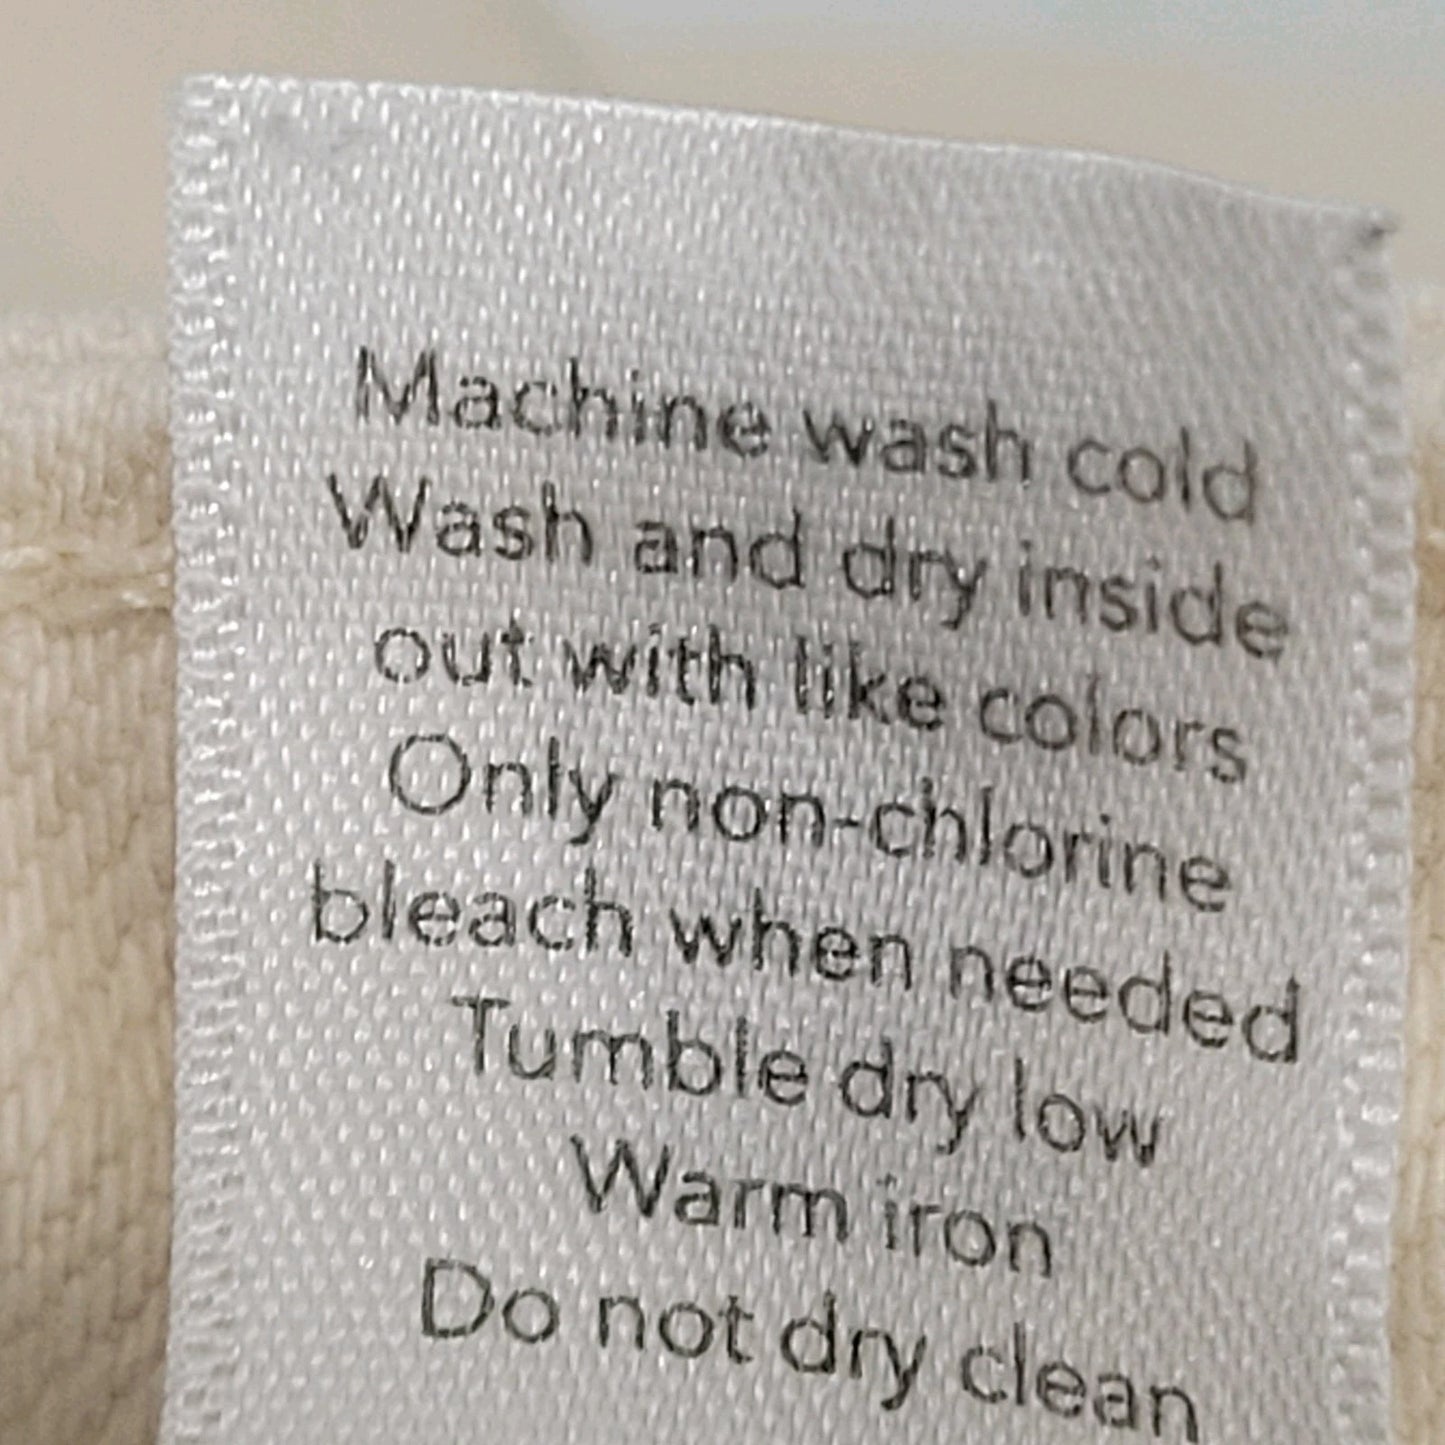 Machine wash cold
Wash and dry inside
out with like colors
Only non-chlorine
bleach when needed
Tumble dry low
Warm iron
Do not dry clean